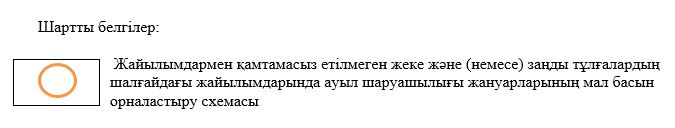 Шартты белгілер:
Жайылымдармен қамтамасыз етілмеген жеке және (немесе) заңды тұлғалардың
шалғайдағы жайылымдарында ауыл шаруашылығы жануарларының мал басын
орналастыру схемасы